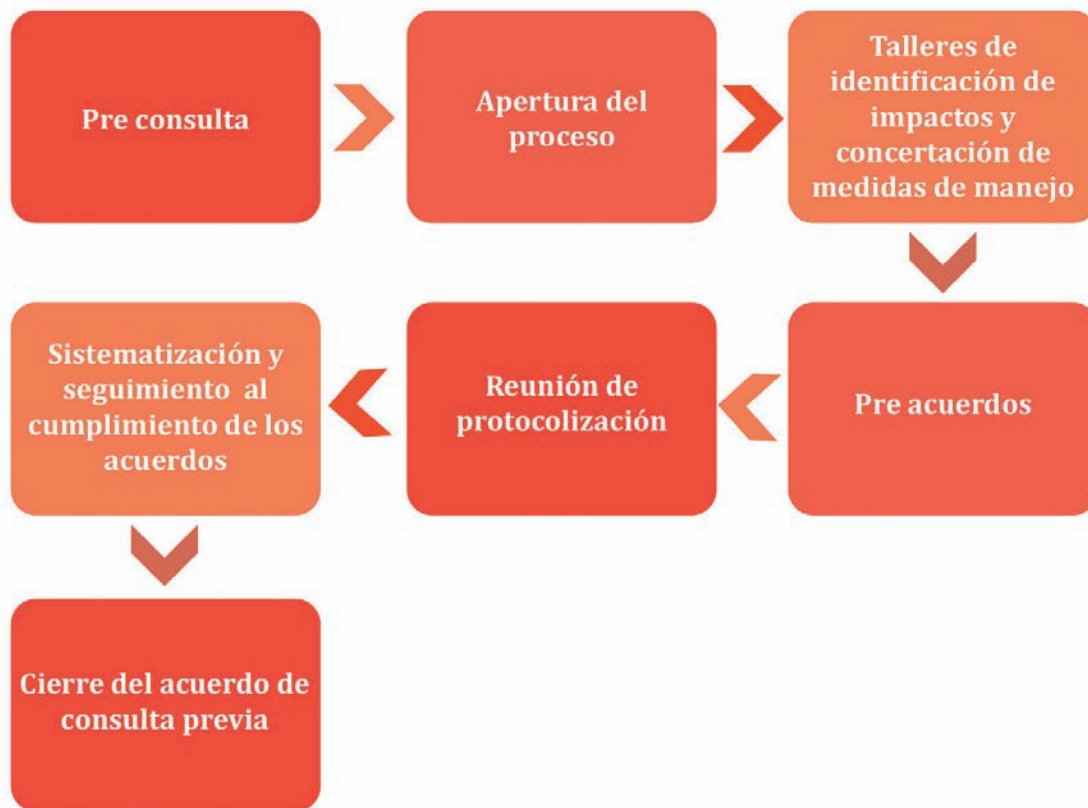 Pre consulta
Apertura del
proceso
Talleres de
identificación de
impactos y
concertación de
medidas de manejo
Pre acuerdos
Reunión de
protocolización
Sistematización y
seguimiento al
cumplimiento de los
acuerdos
Cierre del acuerdo de
consulta previa